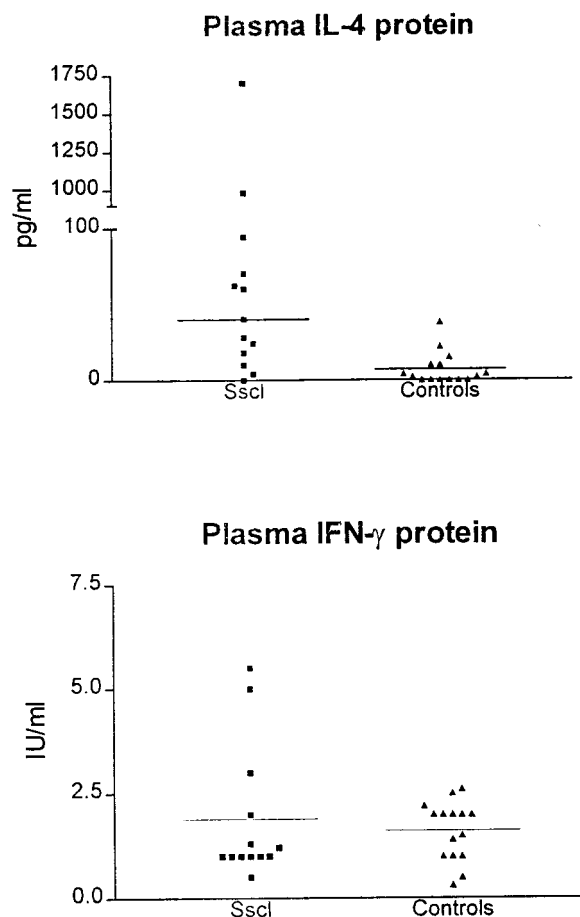 Plasma IL-4 protein
1750
1500
1250
1000
100
0
pg/ml
Sscl
Controls
Plasma IFN-γ protein
7.5
5.0
2.5
0.0
IU/ml
Sscl
Controls